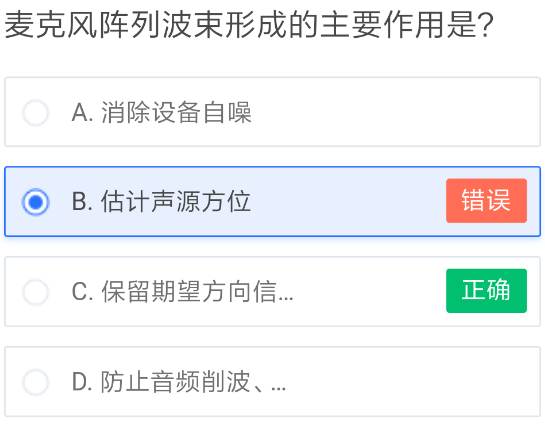 麦克风阵列波束形成的主要作用是？
A. 消除设备自噪
B. 估计声源方位 错误
C. 保留期望方向信... 正确
D. 防止音频削波、...